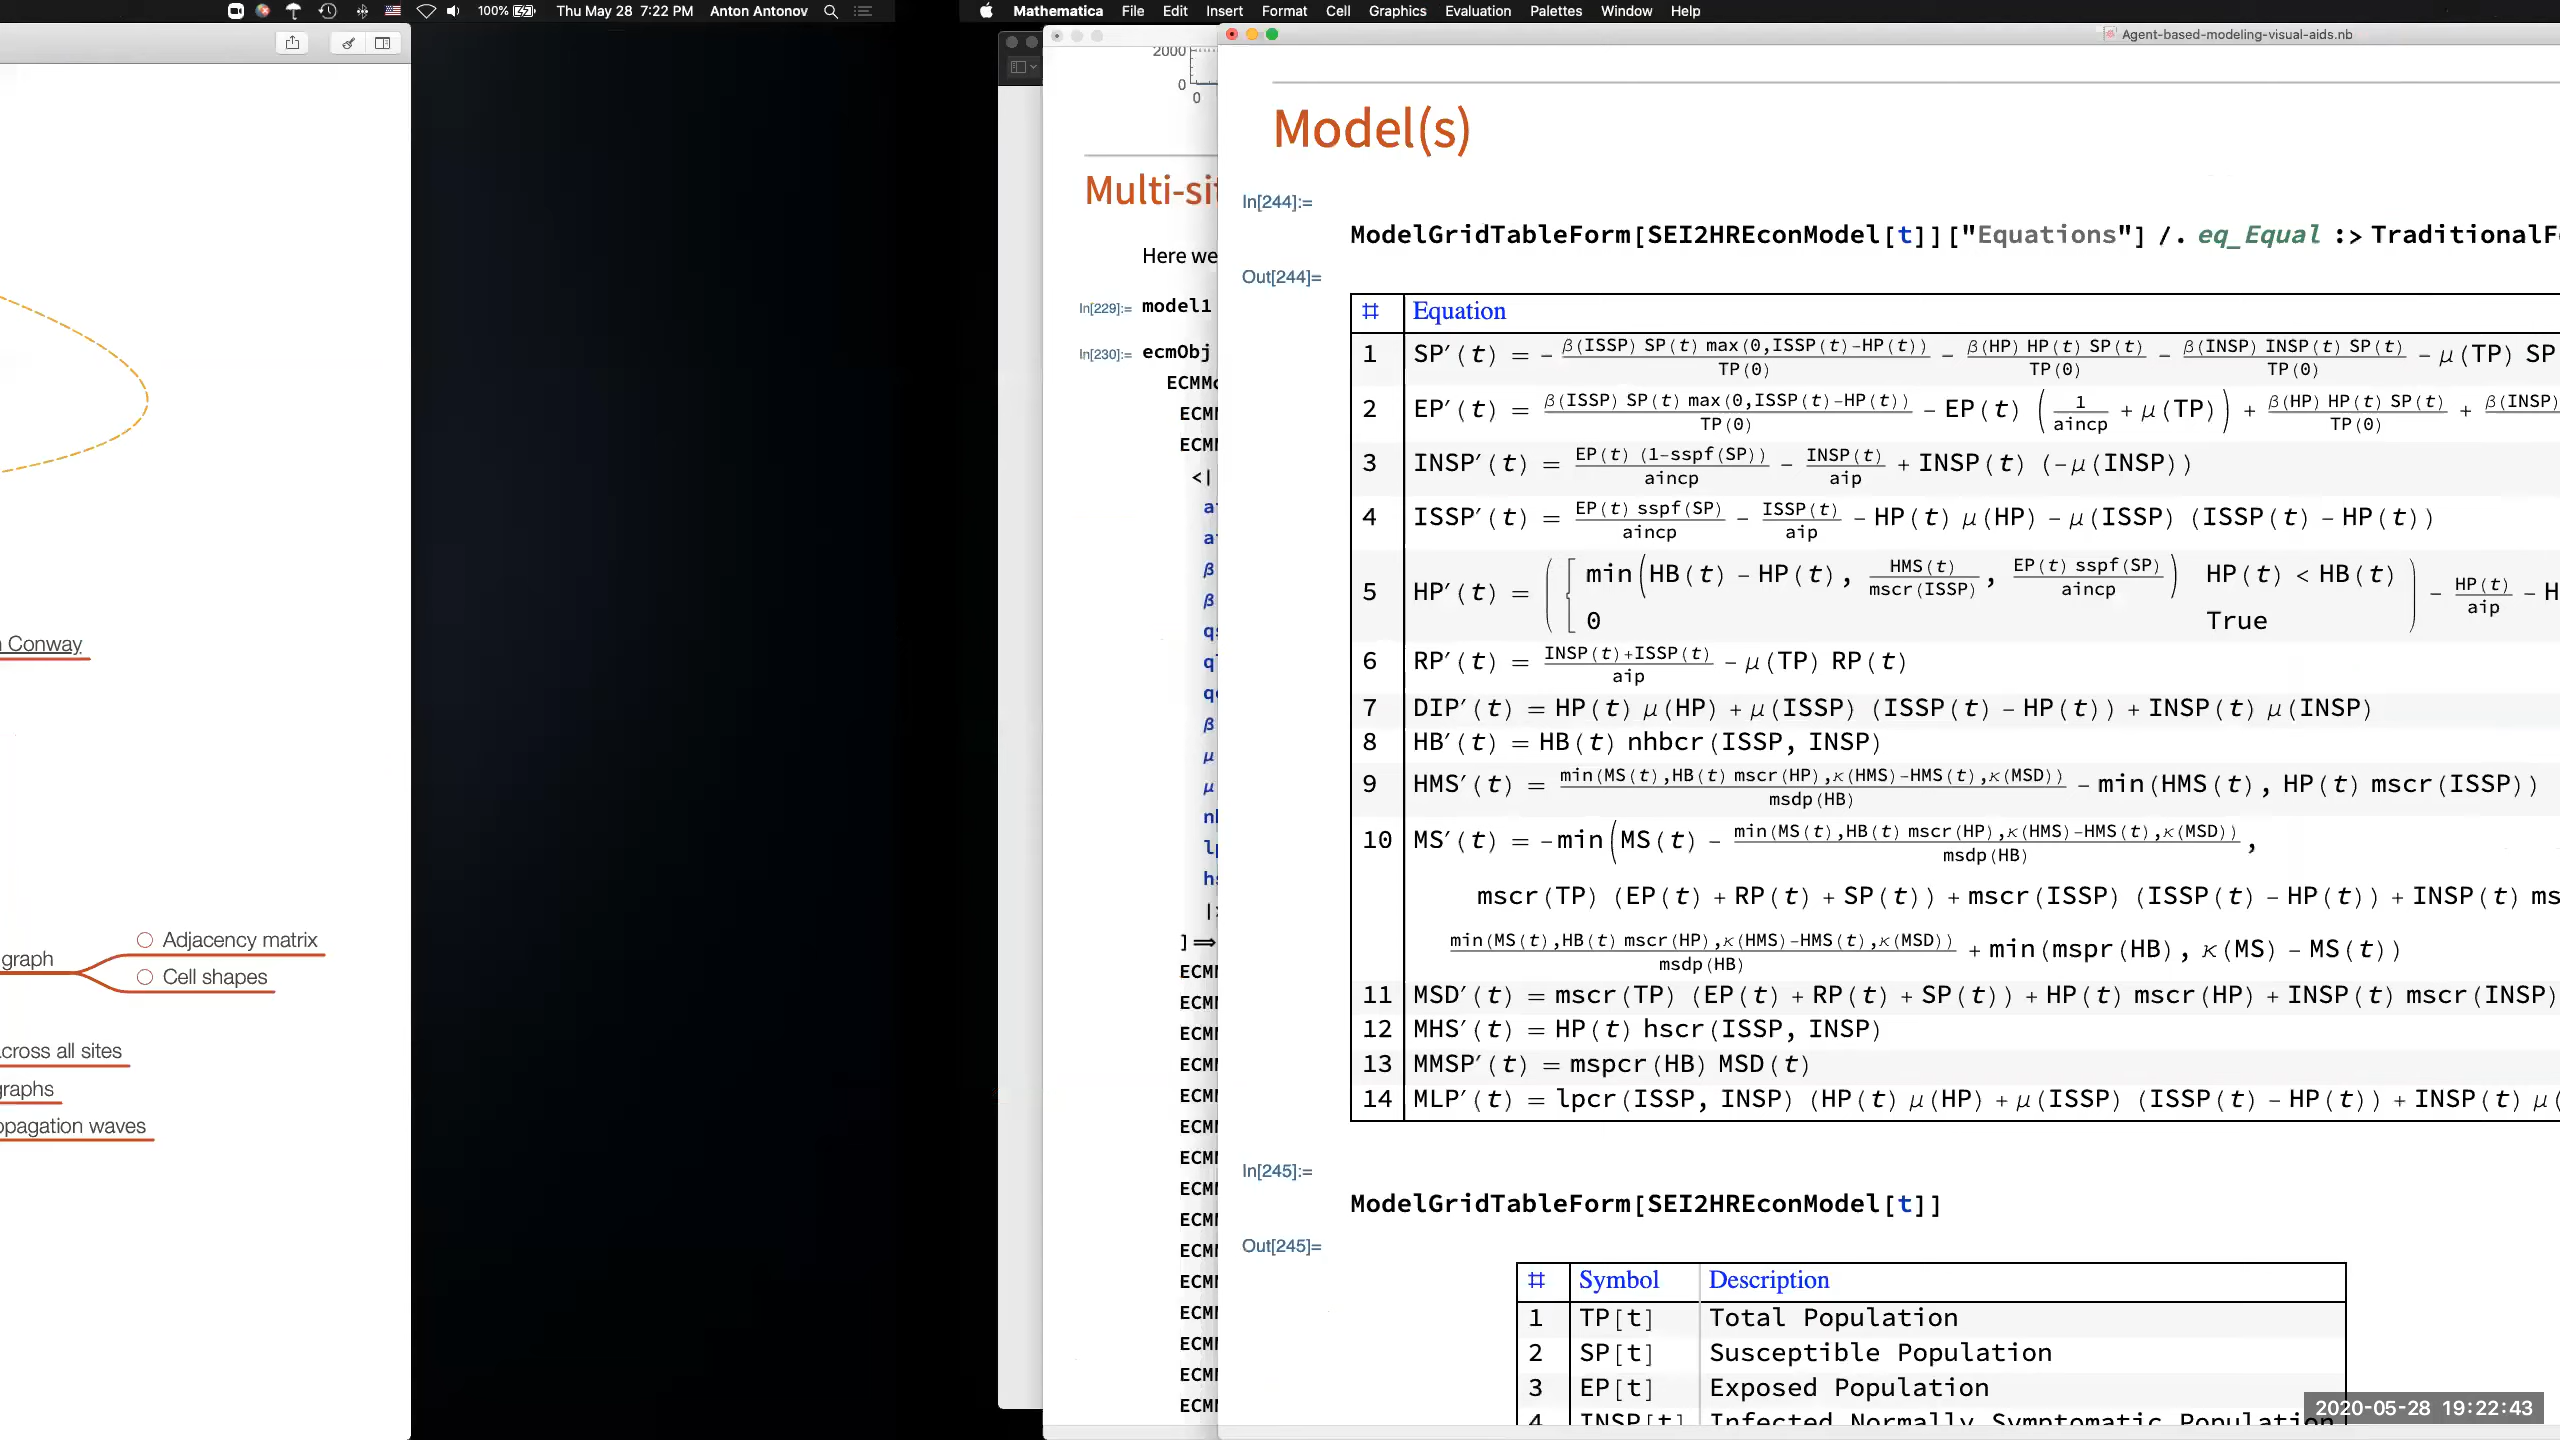 100%
Thu May 28 7:22 PM
Anton Antonov
Mathematica File Edit Insert Format Cell Graphics Evaluation Palettes Window Help
Conway
graph
Adjacency matrix
Cell shapes
cross all sites
graphs
opagation waves
2000
0
0
Multi-si
Here we
In[229]:= model1
In[230]:= ecmObj
<|
a
a
β
β
q
q
q
β
μ
μ
]⟹
Agent-based-modeling-visual-aids.nb
Model(s)
In[244]:=
ModelGridTableForm[SEI2HREconModel[t]]["Equations"] /. eq_Equal :> TraditionalF
Out[244]=
# Equation
1 SP′(t) = - β(ISSP) SP(t) max(0,ISSP(t)-HP(t))/TP(0) - β(HP) HP(t) SP(t)/TP(0) - β(INSP) INSP(t) SP(t)/TP(0) - μ(TP) SP
2 EP′(t) = β(ISSP) SP(t) max(0,ISSP(t)-HP(t))/TP(0) - EP(t) (1/aincp + μ(TP)) + β(HP) HP(t) SP(t)/TP(0) + β(INSP)
3 INSP′(t) = EP(t) (1-sspf(SP))/aincp - INSP(t)/aip + INSP(t) (-μ(INSP))
4 ISSP′(t) = EP(t) sspf(SP)/aincp - ISSP(t)/aip - HP(t) μ(HP) - μ(ISSP) (ISSP(t) - HP(t))
5 HP′(t) = ({ min(HB(t) - HP(t), HMS(t)/mscr(ISSP), EP(t) sspf(SP)/aincp) HP(t) < HB(t)
0 True ) - HP(t)/aip - H
6 RP′(t) = INSP(t)+ISSP(t)/aip - μ(TP) RP(t)
7 DIP′(t) = HP(t) μ(HP) + μ(ISSP) (ISSP(t) - HP(t)) + INSP(t) μ(INSP)
8 HB′(t) = HB(t) nhbcr(ISSP, INSP)
9 HMS′(t) = min(MS(t),HB(t) mscr(HP),κ(HMS)-HMS(t),κ(MSD))/msdp(HB) - min(HMS(t), HP(t) mscr(ISSP))
10 MS′(t) = -min(MS(t) - min(MS(t),HB(t) mscr(HP),κ(HMS)-HMS(t),κ(MSD))/msdp(HB),
mscr(TP) (EP(t) + RP(t) + SP(t)) + mscr(ISSP) (ISSP(t) - HP(t)) + INSP(t) ms
min(MS(t),HB(t) mscr(HP),κ(HMS)-HMS(t),κ(MSD))/msdp(HB) + min(mspr(HB), κ(MS) - MS(t))
11 MSD′(t) = mscr(TP) (EP(t) + RP(t) + SP(t)) + HP(t) mscr(HP) + INSP(t) mscr(INSP)
12 MHS′(t) = HP(t) hscr(ISSP, INSP)
13 MMSP′(t) = mspcr(HB) MSD(t)
14 MLP′(t) = lpcr(ISSP, INSP) (HP(t) μ(HP) + μ(ISSP) (ISSP(t) - HP(t)) + INSP(t) μ(
In[245]:=
ModelGridTableForm[SEI2HREconModel[t]]
Out[245]=
# Symbol Description
1 TP[t] Total Population
2 SP[t] Susceptible Population
3 EP[t] Exposed Population
4 INSP[t] Infected Normally Symptomatic Population
2020-05-28 19:22:43